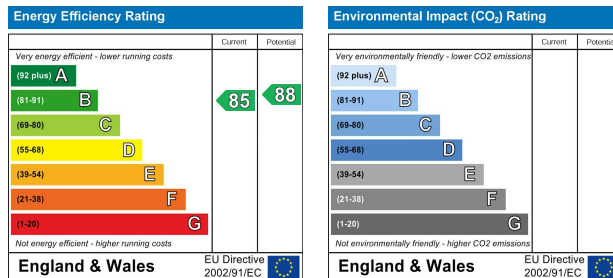 Energy Efficiency Rating
Current Potential
Very energy efficient - lower running costs
(92 plus) A
(81-91) B
85
88
(69-80) C
(55-68) D
(39-54) E
(21-38) F
(1-20) G
Not energy efficient - higher running costs
England & Wales
EU Directive
2002/91/EC
Environmental Impact (CO₂) Rating
Current Potential
Very environmentally friendly - lower CO2 emissions
(92 plus) A
(81-91) B
(69-80) C
(55-68) D
(39-54) E
(21-38) F
(1-20) G
Not environmentally friendly - higher CO2 emissions
England & Wales
EU Directive
2002/91/EC